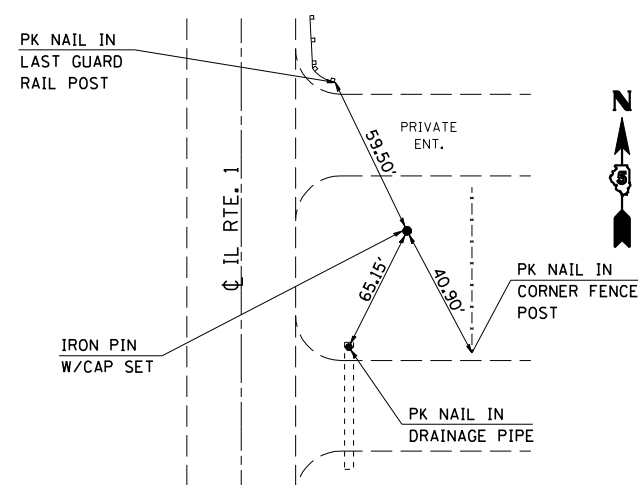 PK NAIL IN
LAST GUARD
RAIL POST
PRIVATE
ENT.
N
S
59.50'
℄ IL RTE. 1
65.15'
40.90'
PK NAIL IN
CORNER FENCE
POST
IRON PIN
W/CAP SET
PK NAIL IN
DRAINAGE PIPE